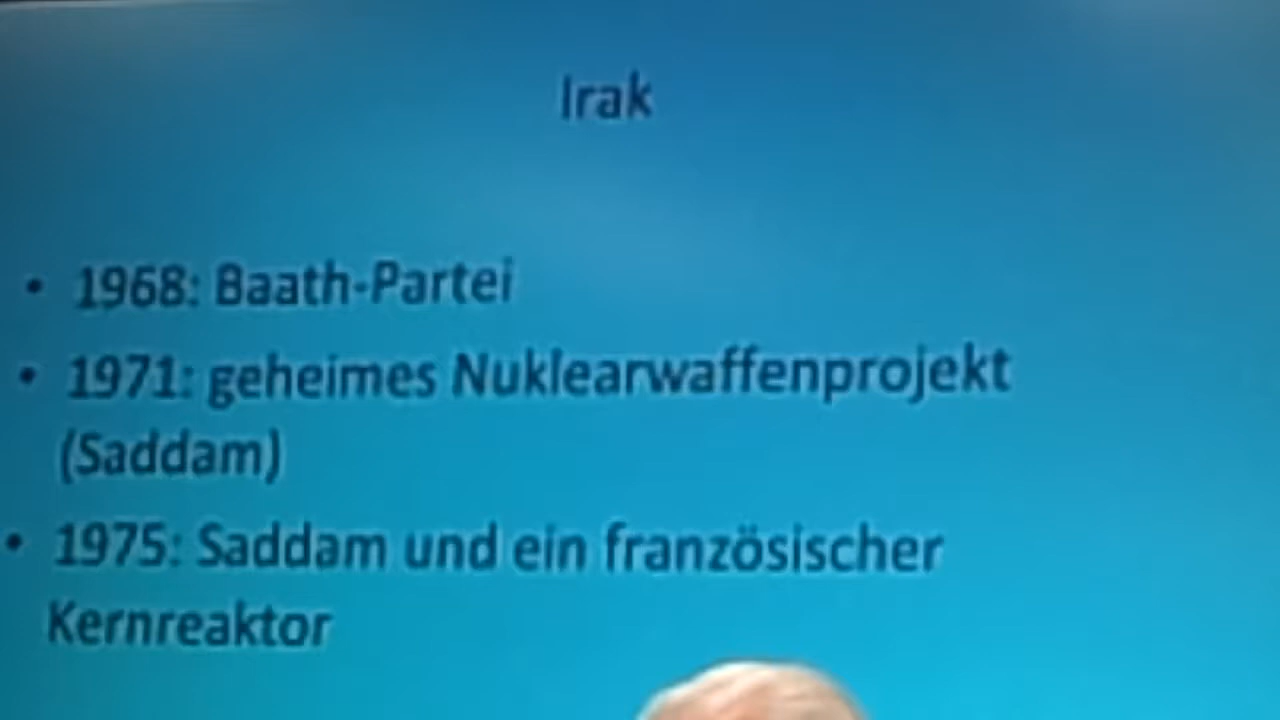 Irak
• 1968: Baath-Partei
• 1971: geheimes Nuklearwaffenprojekt
(Saddam)
• 1975: Saddam und ein französischer
Kernreaktor